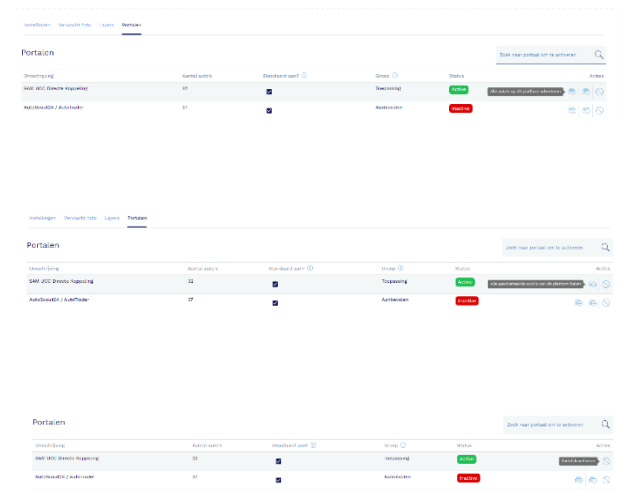 Instellingen Verwacht foto Layers Portalen
Portalen
Zoek naar portaal om te activeren
Omschrijving Aantal auto's Standaard aan? Groep Status Acties
SAM UCC Directe Koppeling 32 Toepassing Active Alle auto's op dit platform adverteren
AutoScout24 / AutoTrader 37 Aanbevolen Inactive
Instellingen Verwacht foto Layers Portalen
Portalen
Zoek naar portaal om te activeren
Omschrijving Aantal auto's Standaard aan? Groep Status Acties
SAM UCC Directe Koppeling 32 Toepassing Active Alle geadverteerde auto's van dit platform halen
AutoScout24 / AutoTrader 37 Aanbevolen Inactive
Portalen
Zoek naar portaal om te activeren
Omschrijving Aantal auto's Standaard aan? Groep Status Acties
SAM UCC Directe Koppeling 32 Toepassing Active
AutoScout24 / AutoTrader 37 Aanbevolen Inactive